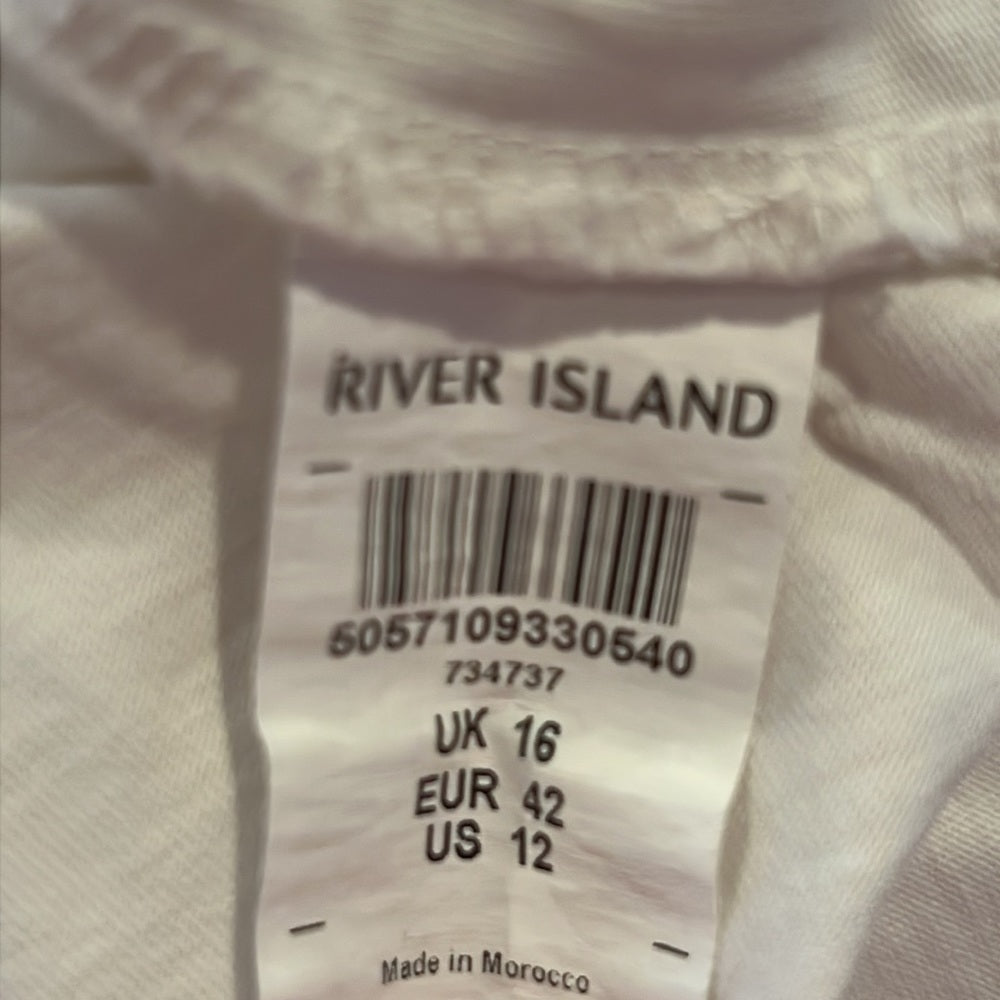 RIVER ISLAND
5057109330540
734737
UK 16
EUR 42
US 12
Made in Morocco